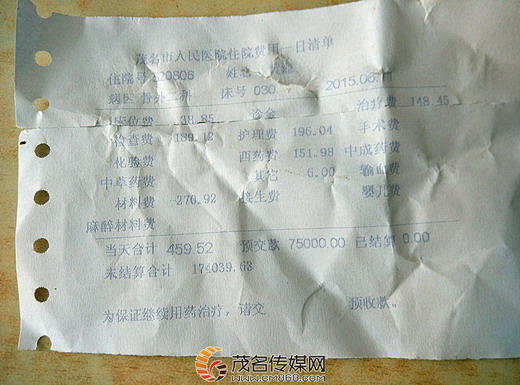 茂名市人民医院住院费用一日清单
住院号 20806 姓名
病区 骨外二科 床号 030 2015.06.
床位费 38.85 诊金 治疗费 148.45
检查费 189.12 护理费 196.04 手术费
化验费 西药费 151.98 中成药费
中草药费 其它 6.00 输血费
材料费 -270.92 接生费 婴儿费
麻醉材料费
当天合计 459.52 预交款 75000.00 已结算 0.00
未结算合计 174039.63
为保证继续用药治疗，请交 预收款。
茂名传媒网
www.cm668.com